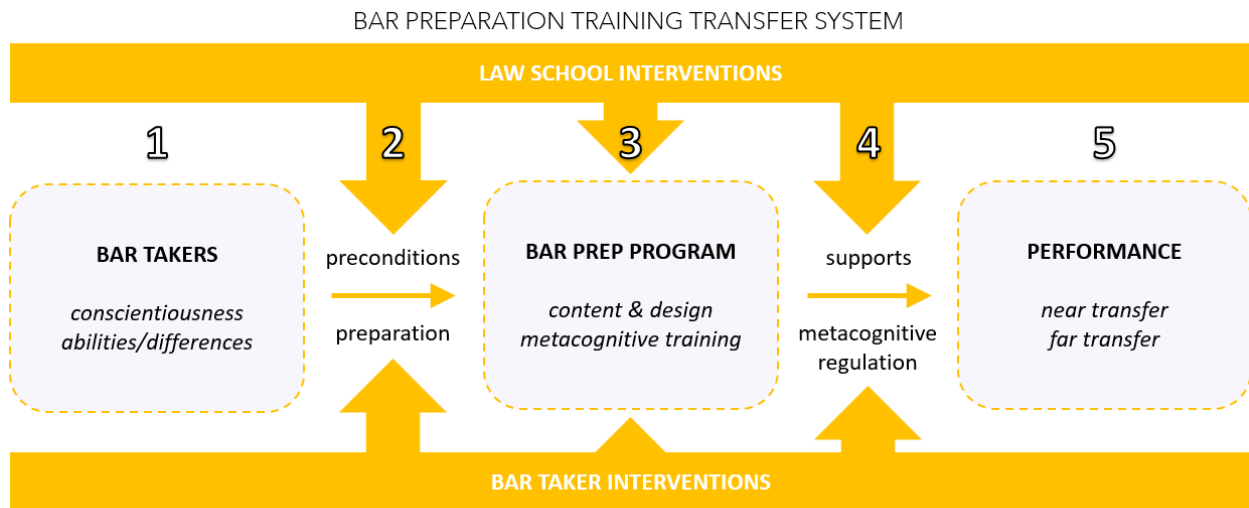 BAR PREPARATION TRAINING TRANSFER SYSTEM
LAW SCHOOL INTERVENTIONS
1
2
3
4
5
BAR TAKERS
conscientiousness
abilities/differences
preconditions
preparation
BAR PREP PROGRAM
content & design
metacognitive training
supports
metacognitive
regulation
PERFORMANCE
near transfer
far transfer
BAR TAKER INTERVENTIONS